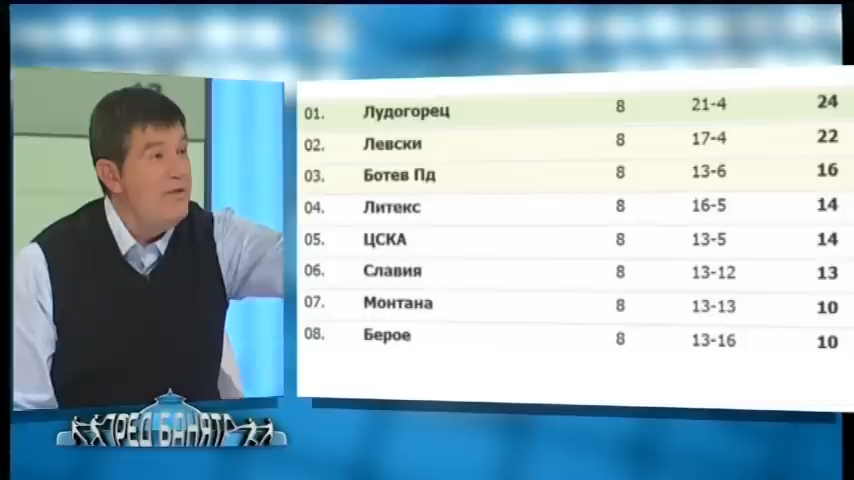 01. Лудогорец 8 21-4 24
02. Левски 8 17-4 22
03. Ботев Пд 8 13-6 16
04. Литекс 8 16-5 14
05. ЦСКА 8 13-5 14
06. Славия 8 13-12 13
07. Монтана 8 13-13 10
08. Берое 8 13-16 10
ПРЕД БАНЯТА